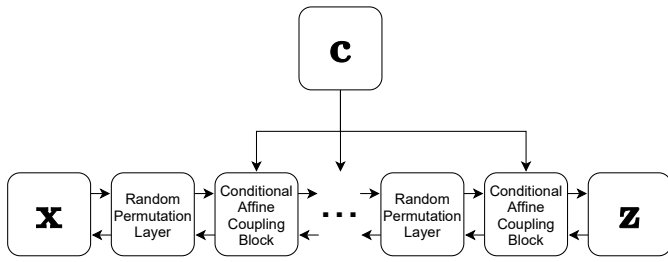 c
x
Random
Permutation
Layer
Conditional
Affine
Coupling
Block
...
Random
Permutation
Layer
Conditional
Affine
Coupling
Block
z